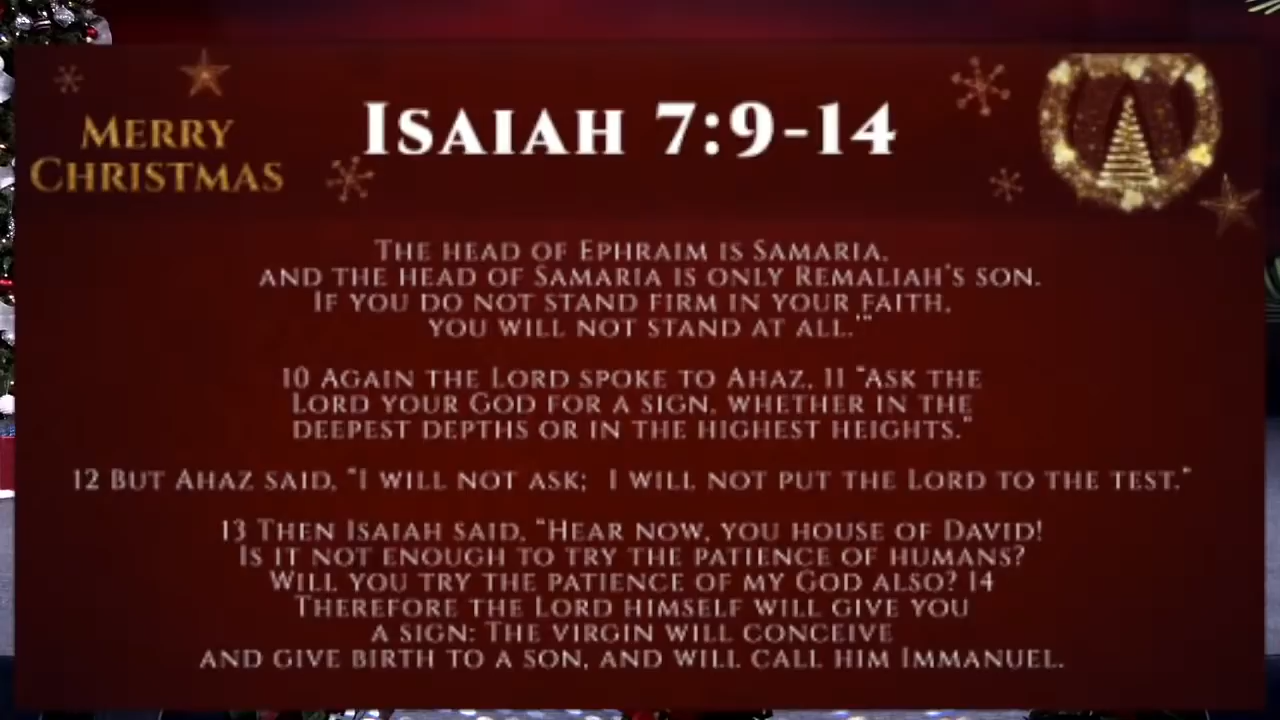 MERRY
CHRISTMAS
ISAIAH 7:9-14
THE HEAD OF EPHRAIM IS SAMARIA,
AND THE HEAD OF SAMARIA IS ONLY REMALIAH'S SON.
IF YOU DO NOT STAND FIRM IN YOUR FAITH,
YOU WILL NOT STAND AT ALL.'"
10 AGAIN THE LORD SPOKE TO AHAZ, 11 "ASK THE
LORD YOUR GOD FOR A SIGN, WHETHER IN THE
DEEPEST DEPTHS OR IN THE HIGHEST HEIGHTS."
12 BUT AHAZ SAID, "I WILL NOT ASK; I WILL NOT PUT THE LORD TO THE TEST."
13 THEN ISAIAH SAID, "HEAR NOW, YOU HOUSE OF DAVID!
IS IT NOT ENOUGH TO TRY THE PATIENCE OF HUMANS?
WILL YOU TRY THE PATIENCE OF MY GOD ALSO? 14
THEREFORE THE LORD HIMSELF WILL GIVE YOU
A SIGN: THE VIRGIN WILL CONCEIVE
AND GIVE BIRTH TO A SON, AND WILL CALL HIM IMMANUEL.